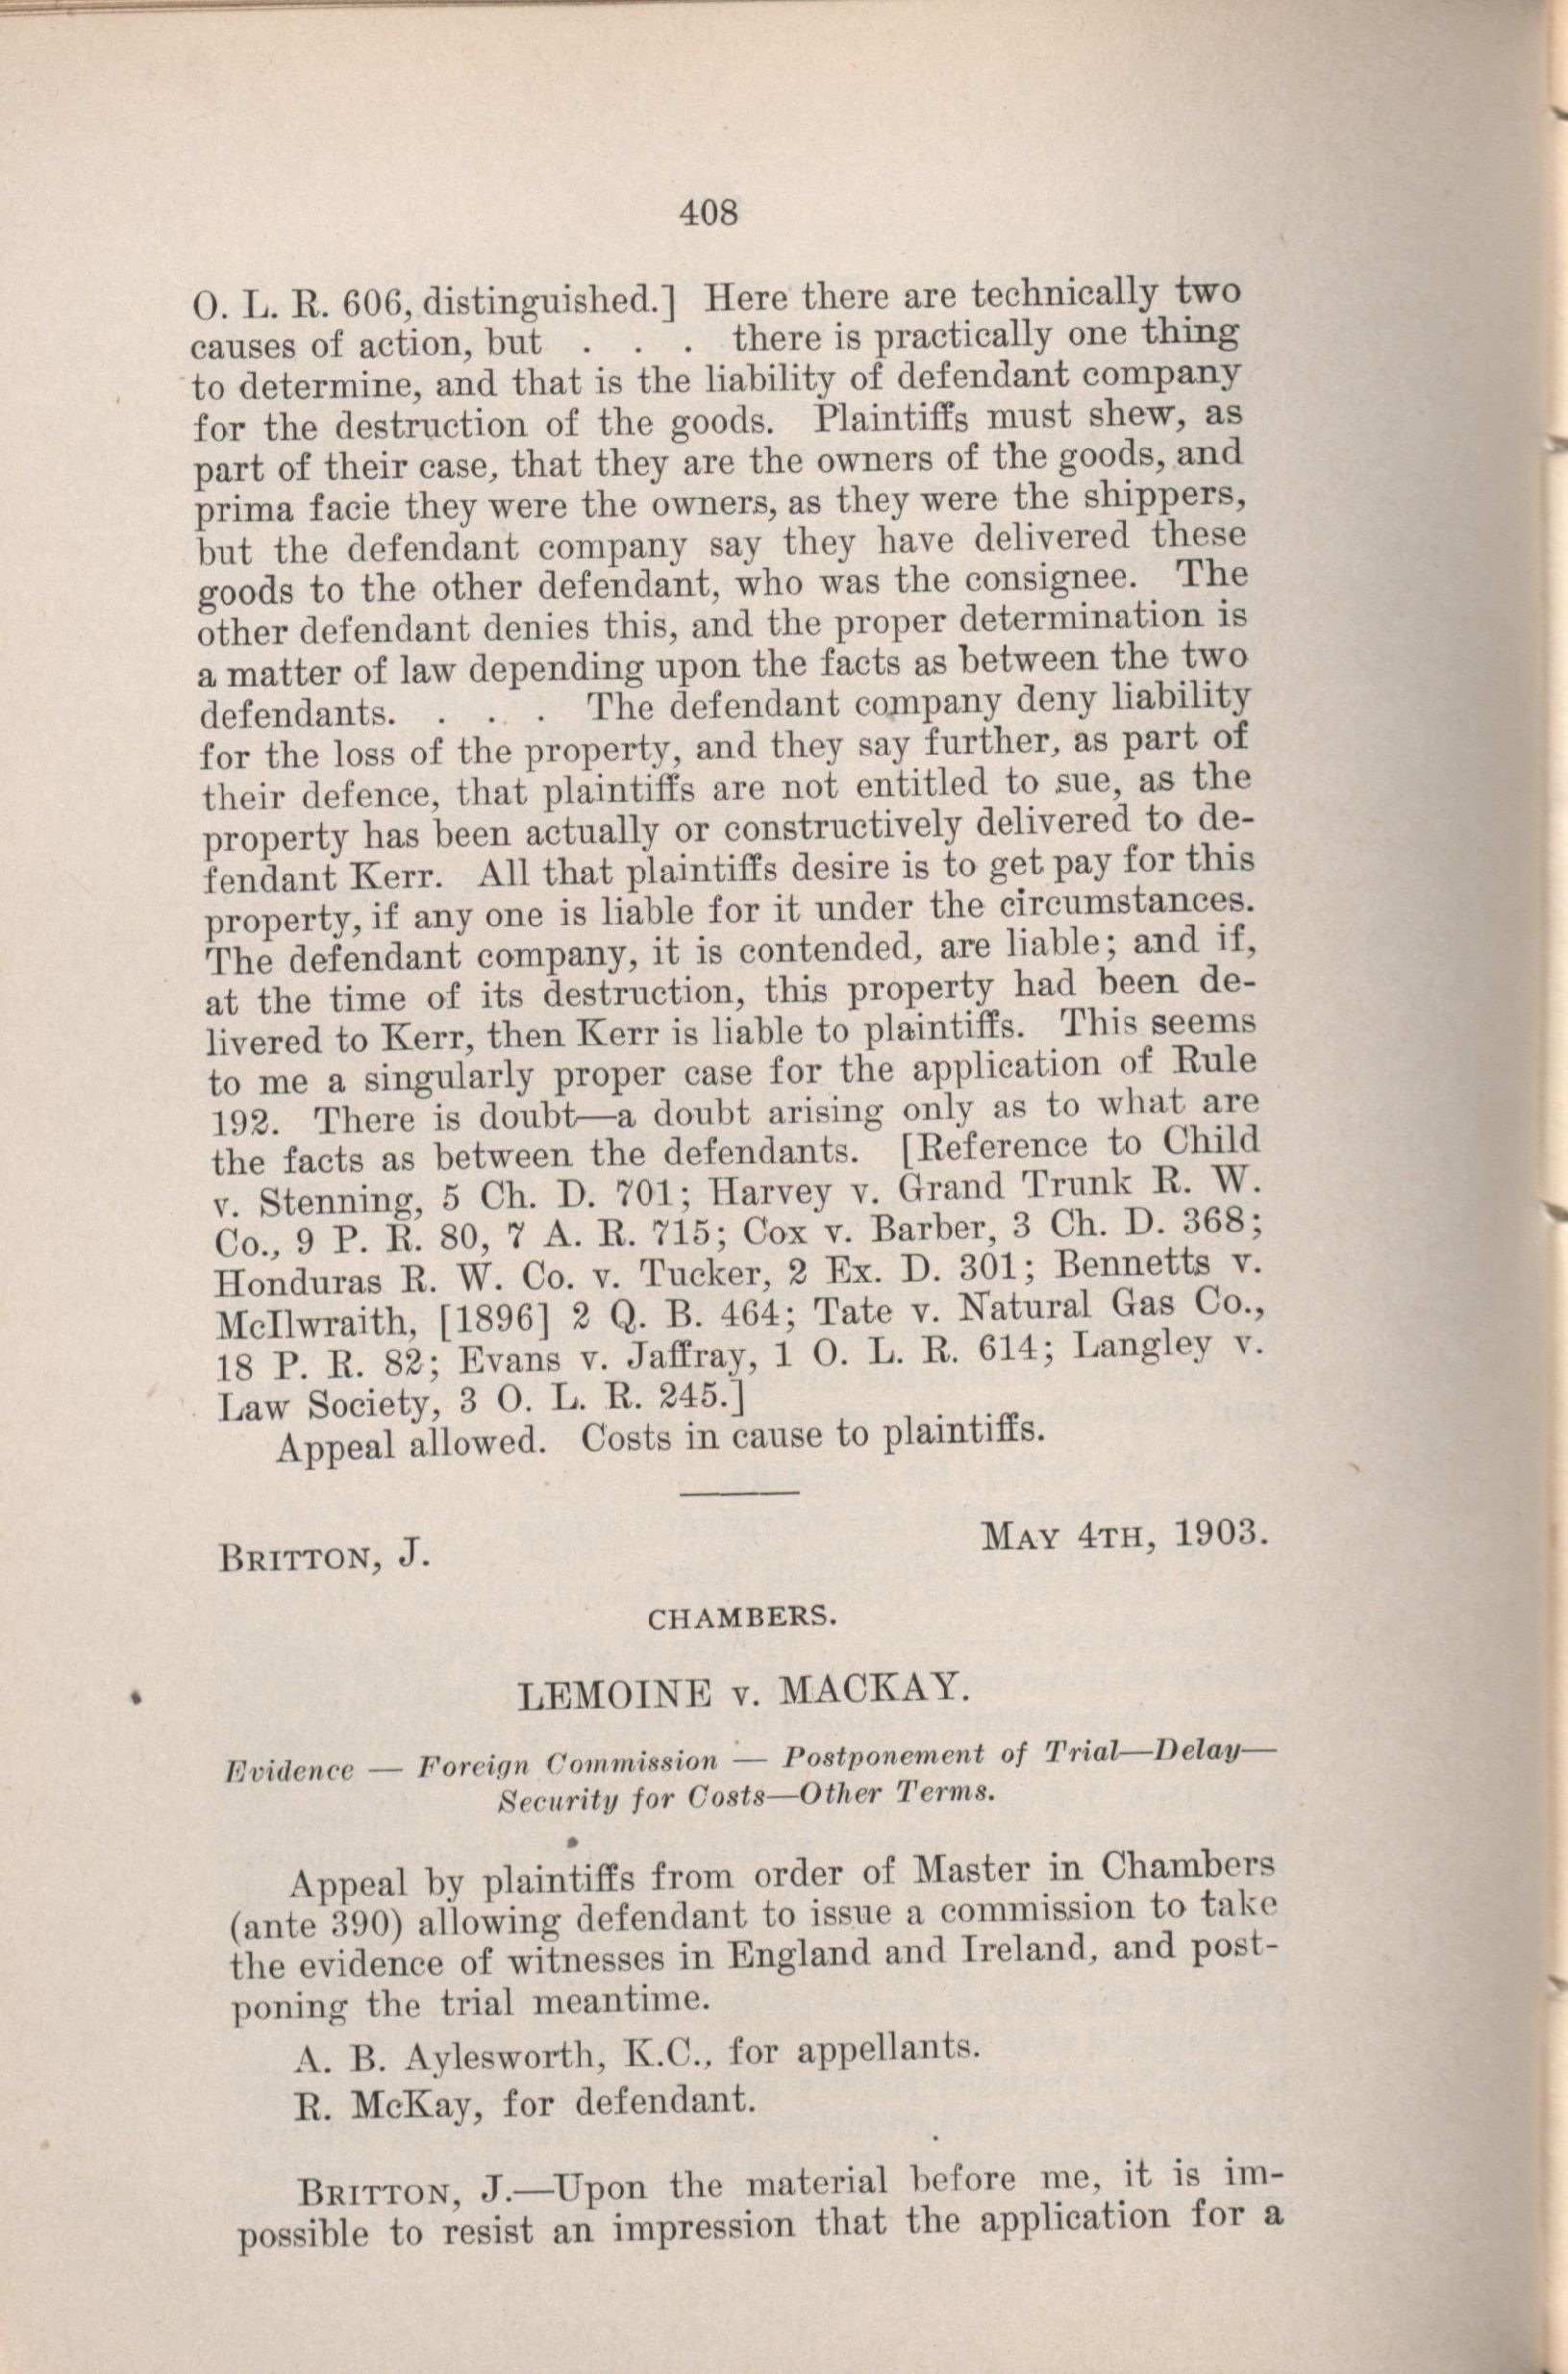 408
O. L. R. 606, distinguished.] Here there are technically two
causes of action, but . . . there is practically one thing
to determine, and that is the liability of defendant company
for the destruction of the goods. Plaintiffs must shew, as
part of their case, that they are the owners of the goods, and
prima facie they were the owners, as they were the shippers,
but the defendant company say they have delivered these
goods to the other defendant, who was the consignee. The
other defendant denies this, and the proper determination is
a matter of law depending upon the facts as between the two
defendants. . . . The defendant company deny liability
for the loss of the property, and they say further, as part of
their defence, that plaintiffs are not entitled to sue, as the
property has been actually or constructively delivered to de-
fendant Kerr. All that plaintiffs desire is to get pay for this
property, if any one is liable for it under the circumstances.
The defendant company, it is contended, are liable; and if,
at the time of its destruction, this property had been de-
livered to Kerr, then Kerr is liable to plaintiffs. This seems
to me a singularly proper case for the application of Rule
192. There is doubt—a doubt arising only as to what are
the facts as between the defendants. [Reference to Child
v. Stenning, 5 Ch. D. 701; Harvey v. Grand Trunk R. W.
Co., 9 P. R. 80, 7 A. R. 715; Cox v. Barber, 3 Ch. D. 368;
Honduras R. W. Co. v. Tucker, 2 Ex. D. 301; Bennetts v.
McIlwraith, [1896] 2 Q. B. 464; Tate v. Natural Gas Co.,
18 P. R. 82; Evans v. Jaffray, 1 O. L. R. 614; Langley v.
Law Society, 3 O. L. R. 245.]
Appeal allowed. Costs in cause to plaintiffs.
BRITTON, J. MAY 4TH, 1903.
CHAMBERS.
LEMOINE v. MACKAY.
Evidence — Foreign Commission — Postponement of Trial—Delay—
Security for Costs—Other Terms.
Appeal by plaintiffs from order of Master in Chambers
(ante 390) allowing defendant to issue a commission to take
the evidence of witnesses in England and Ireland, and post-
poning the trial meantime.
A. B. Aylesworth, K.C., for appellants.
R. McKay, for defendant.
BRITTON, J.—Upon the material before me, it is im-
possible to resist an impression that the application for a